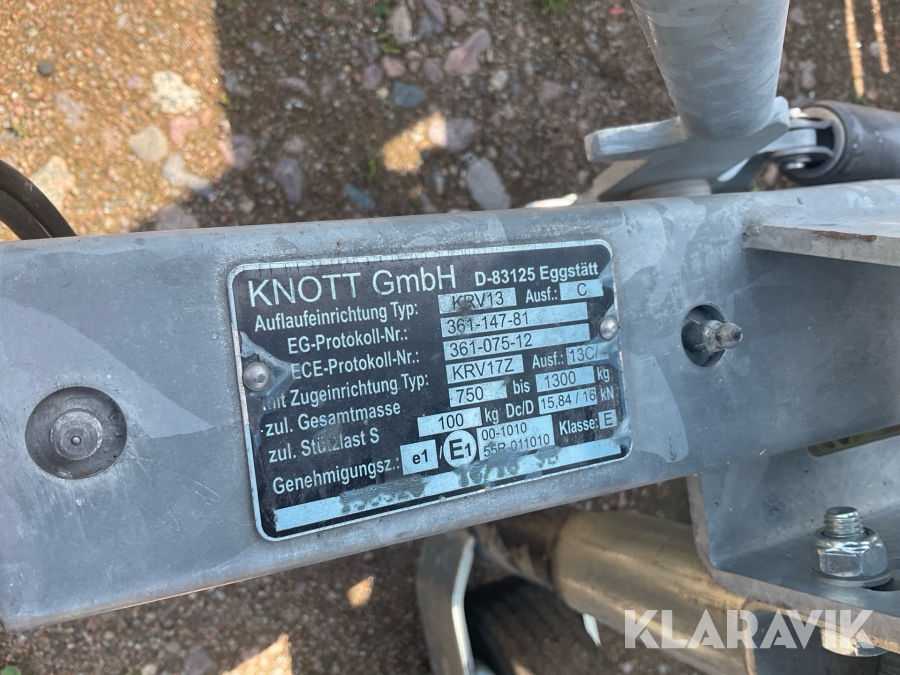 KNOTT GmbH D-83125 Eggstätt
Auflaufeinrichtung Typ: KRV13 Ausf.: C
EG-Protokoll-Nr.: 361-147-81
ECE-Protokoll-Nr.: 361-075-12
mit Zugeinrichtung Typ: KRV17Z Ausf.: 13C/
zul. Gesamtmasse 750 bis 1300 kg
zul. Stützlast S 100 kg Dc/D 15,84 / 16 kN
Genehmigungsz.: e1 / E1 00-1010 Klasse: E
55R-011010
KLARAVIK